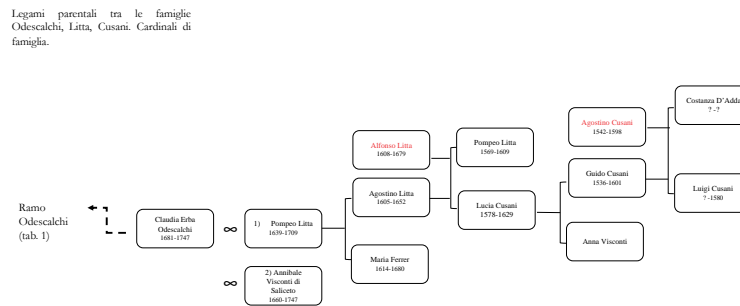 Legami parentali tra le famiglie
Odescalchi, Litta, Cusani. Cardinali di
famiglia.
Costanza D'Adda
? -?
Agostino Cusani
1542-1598
Alfonso Litta
1608-1679
Pompeo Litta
1569-1609
Guido Cusani
1536-1601
Luigi Cusani
? -1580
Agostino Litta
1605-1652
Lucia Cusani
1578-1629
Ramo
Odescalchi
(tab. 1)
Claudia Erba
Odescalchi
1681-1747
∞
1) Pompeo Litta
1639-1709
Maria Ferrer
1614-1680
Anna Visconti
∞
2) Annibale
Visconti di
Saliceto
1660-1747